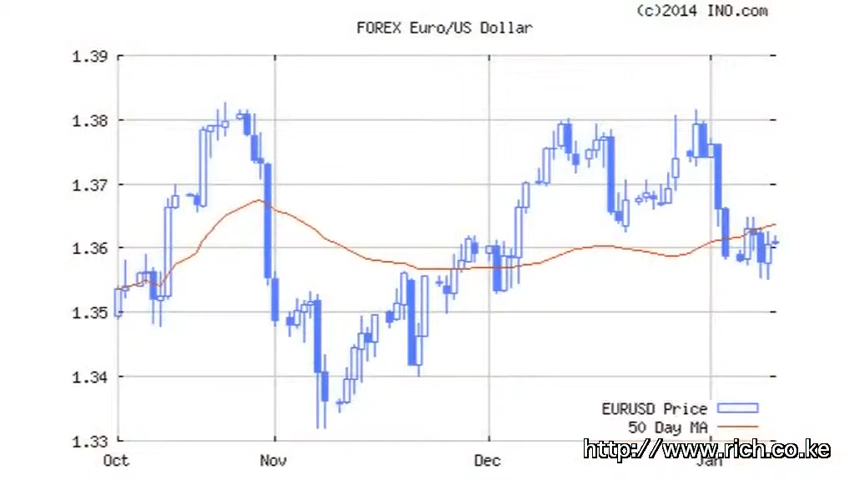 (c)2014 INO.com
FOREX Euro/US Dollar
1.39
1.38
1.37
1.36
1.35
1.34
1.33
EURUSD Price
50 Day MA
Oct
Nov
Dec
Jan
http://www.rich.co.ke